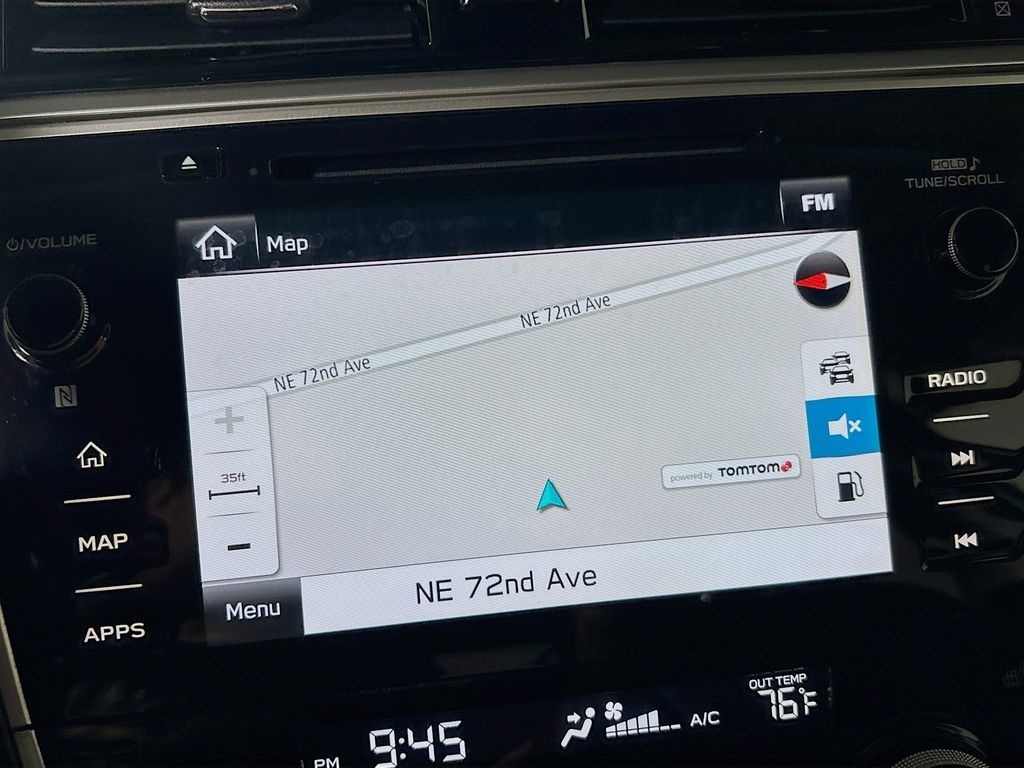 HOLD
TUNE/SCROLL
/VOLUME
FM
Map
NE 72nd Ave
NE 72nd Ave
RADIO
35ft
powered by TOMTOM
MAP
NE 72nd Ave
Menu
APPS
OUT TEMP
76°F
A/C
PM 9:45